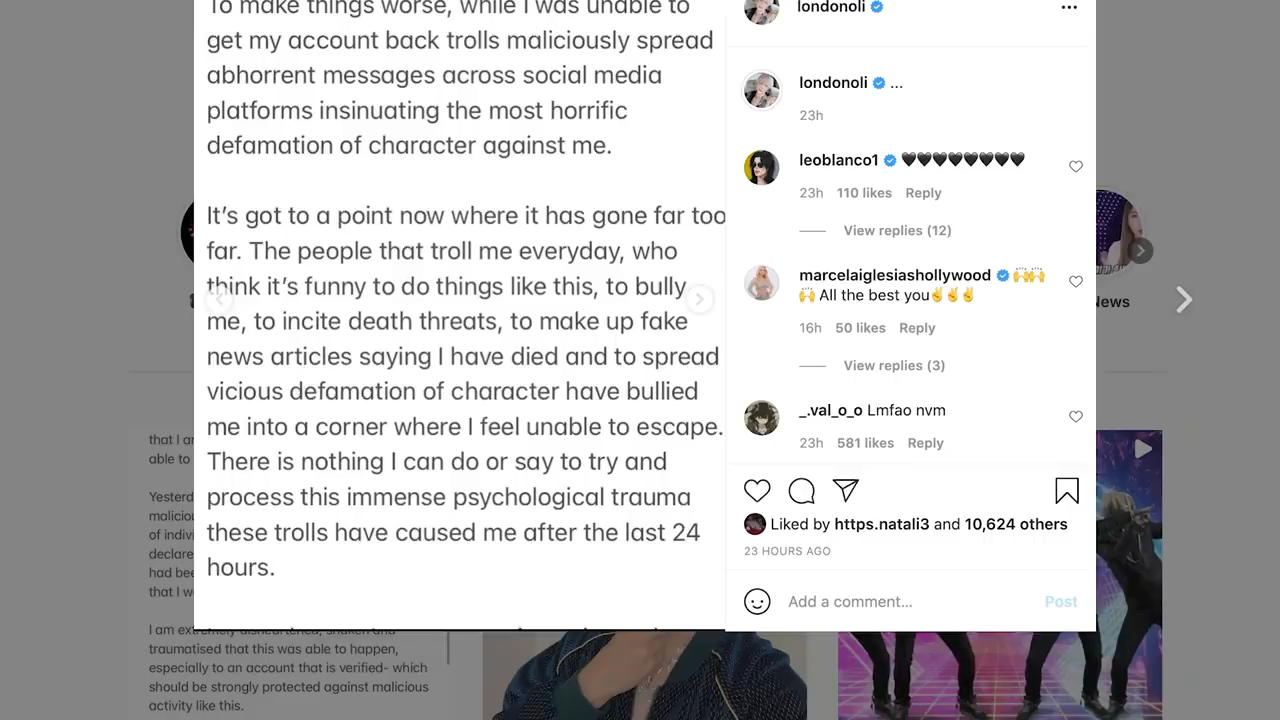 To make things worse, while I was unable to
get my account back trolls maliciously spread
abhorrent messages across social media
platforms insinuating the most horrific
defamation of character against me.
It's got to a point now where it has gone far too
far. The people that troll me everyday, who
think it's funny to do things like this, to bully
me, to incite death threats, to make up fake
news articles saying I have died and to spread
vicious defamation of character have bullied
me into a corner where I feel unable to escape.
There is nothing I can do or say to try and
process this immense psychological trauma
these trolls have caused me after the last 24
hours.
londonoli
londonoli ...
23h
leoblanco1 🖤🖤🖤🖤🖤🖤🖤🖤🖤
23h 110 likes Reply
View replies (12)
marcelaiglesiashollywood 🙌🙌
🙌 All the best you✌✌✌
16h 50 likes Reply
View replies (3)
_.val_o_o Lmfao nvm
23h 581 likes Reply
Liked by https.natali3 and 10,624 others
23 HOURS AGO
Add a comment... Post
News
that I a
able to
Yesterd
malicio
of indiv
declare
had bee
that I w
I am extremely disheartened, shaken and
traumatised that this was able to happen,
especially to an account that is verified- which
should be strongly protected against malicious
activity like this.